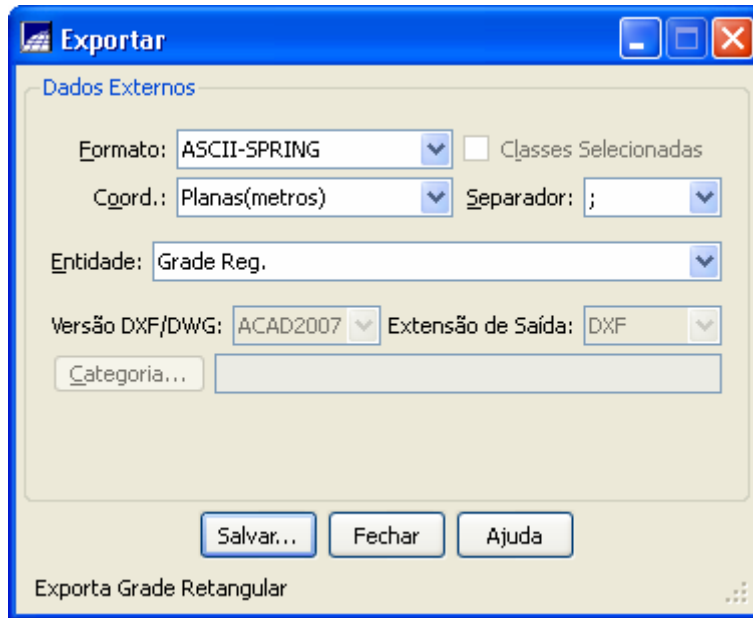 Exportar
Dados Externos
Formato: ASCII-SPRING Classes Selecionadas
Coord.: Planas(metros) Separador: ;
Entidade: Grade Reg.
Versão DXF/DWG: ACAD2007 Extensão de Saída: DXF
Categoria...
Salvar... Fechar Ajuda
Exporta Grade Retangular